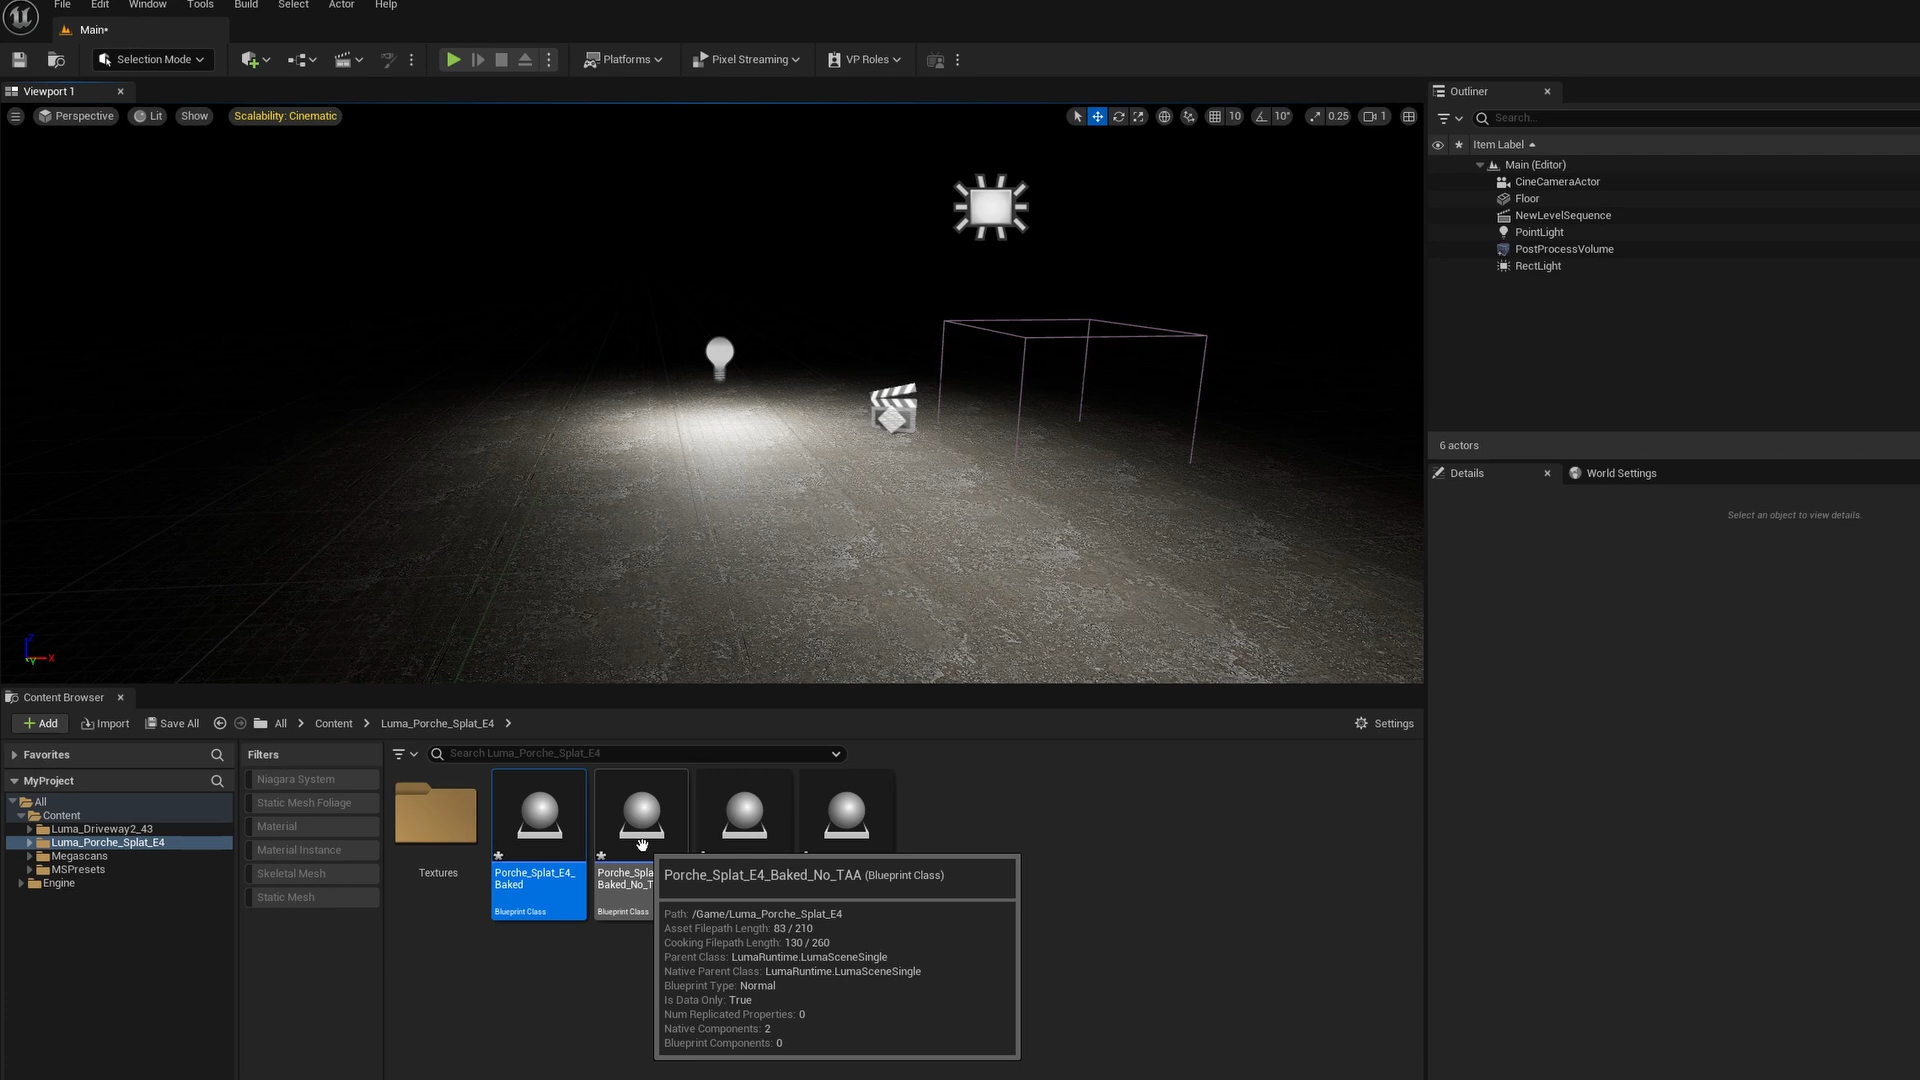 File Edit Window Tools Build Select Actor Help
Main•
Selection Mode Platforms Pixel Streaming VP Roles
Viewport 1
Perspective Lit Show Scalability: Cinematic 10 10° 0.25 1
Outliner
Search...
Item Label
Main (Editor)
CineCameraActor
Floor
NewLevelSequence
PointLight
PostProcessVolume
RectLight
6 actors
Details World Settings
Select an object to view details.
Z
X
Y
Content Browser
Add Import Save All All Content Luma_Porche_Splat_E4 Settings
Favorites
MyProject
All
Content
Luma_Driveway2_43
Luma_Porche_Splat_E4
Megascans
MSPresets
Engine
Filters
Niagara System
Static Mesh Foliage
Material
Material Instance
Skeletal Mesh
Static Mesh
Search Luma_Porche_Splat_E4
Textures
Porche_Splat_E4_
Baked
Blueprint Class
Porche_Spla
Baked_No_T
Blueprint Class
Porche_Splat_E4_Baked_No_TAA (Blueprint Class)
Path: /Game/Luma_Porche_Splat_E4
Asset Filepath Length: 83 / 210
Cooking Filepath Length: 130 / 260
Parent Class: LumaRuntime.LumaSceneSingle
Native Parent Class: LumaRuntime.LumaSceneSingle
Blueprint Type: Normal
Is Data Only: True
Num Replicated Properties: 0
Native Components: 2
Blueprint Components: 0